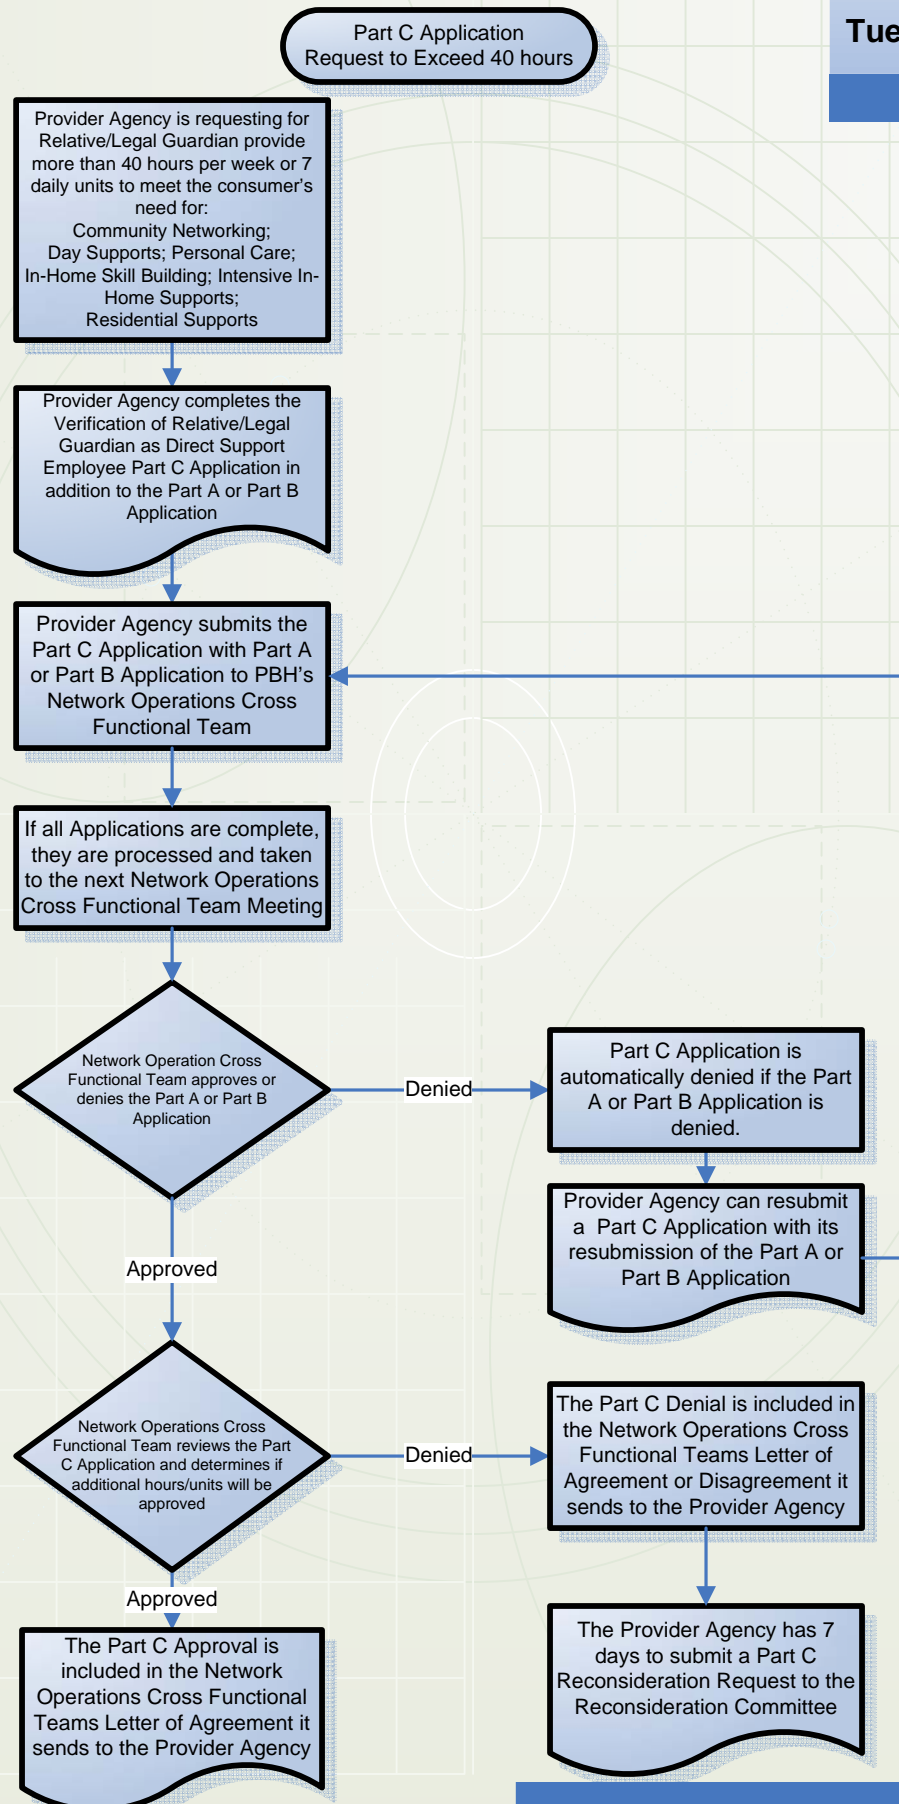 Part C Application
Request to Exceed 40 hours
Tue
Provider Agency is requesting for
Relative/Legal Guardian provide
more than 40 hours per week or 7
daily units to meet the consumer's
need for:
Community Networking;
Day Supports; Personal Care;
In-Home Skill Building; Intensive In-
Home Supports;
Residential Supports
Provider Agency completes the
Verification of Relative/Legal
Guardian as Direct Support
Employee Part C Application in
addition to the Part A or Part B
Application
Provider Agency submits the
Part C Application with Part A
or Part B Application to PBH's
Network Operations Cross
Functional Team
If all Applications are complete,
they are processed and taken
to the next Network Operations
Cross Functional Team Meeting
Network Operation Cross
Functional Team approves or
denies the Part A or Part B
Application
Denied
Part C Application is
automatically denied if the Part
A or Part B Application is
denied.
Provider Agency can resubmit
a Part C Application with its
resubmission of the Part A or
Part B Application
Approved
Network Operations Cross
Functional Team reviews the Part
C Application and determines if
additional hours/units will be
approved
Denied
The Part C Denial is included in
the Network Operations Cross
Functional Teams Letter of
Agreement or Disagreement it
sends to the Provider Agency
Approved
The Part C Approval is
included in the Network
Operations Cross Functional
Teams Letter of Agreement it
sends to the Provider Agency
The Provider Agency has 7
days to submit a Part C
Reconsideration Request to the
Reconsideration Committee